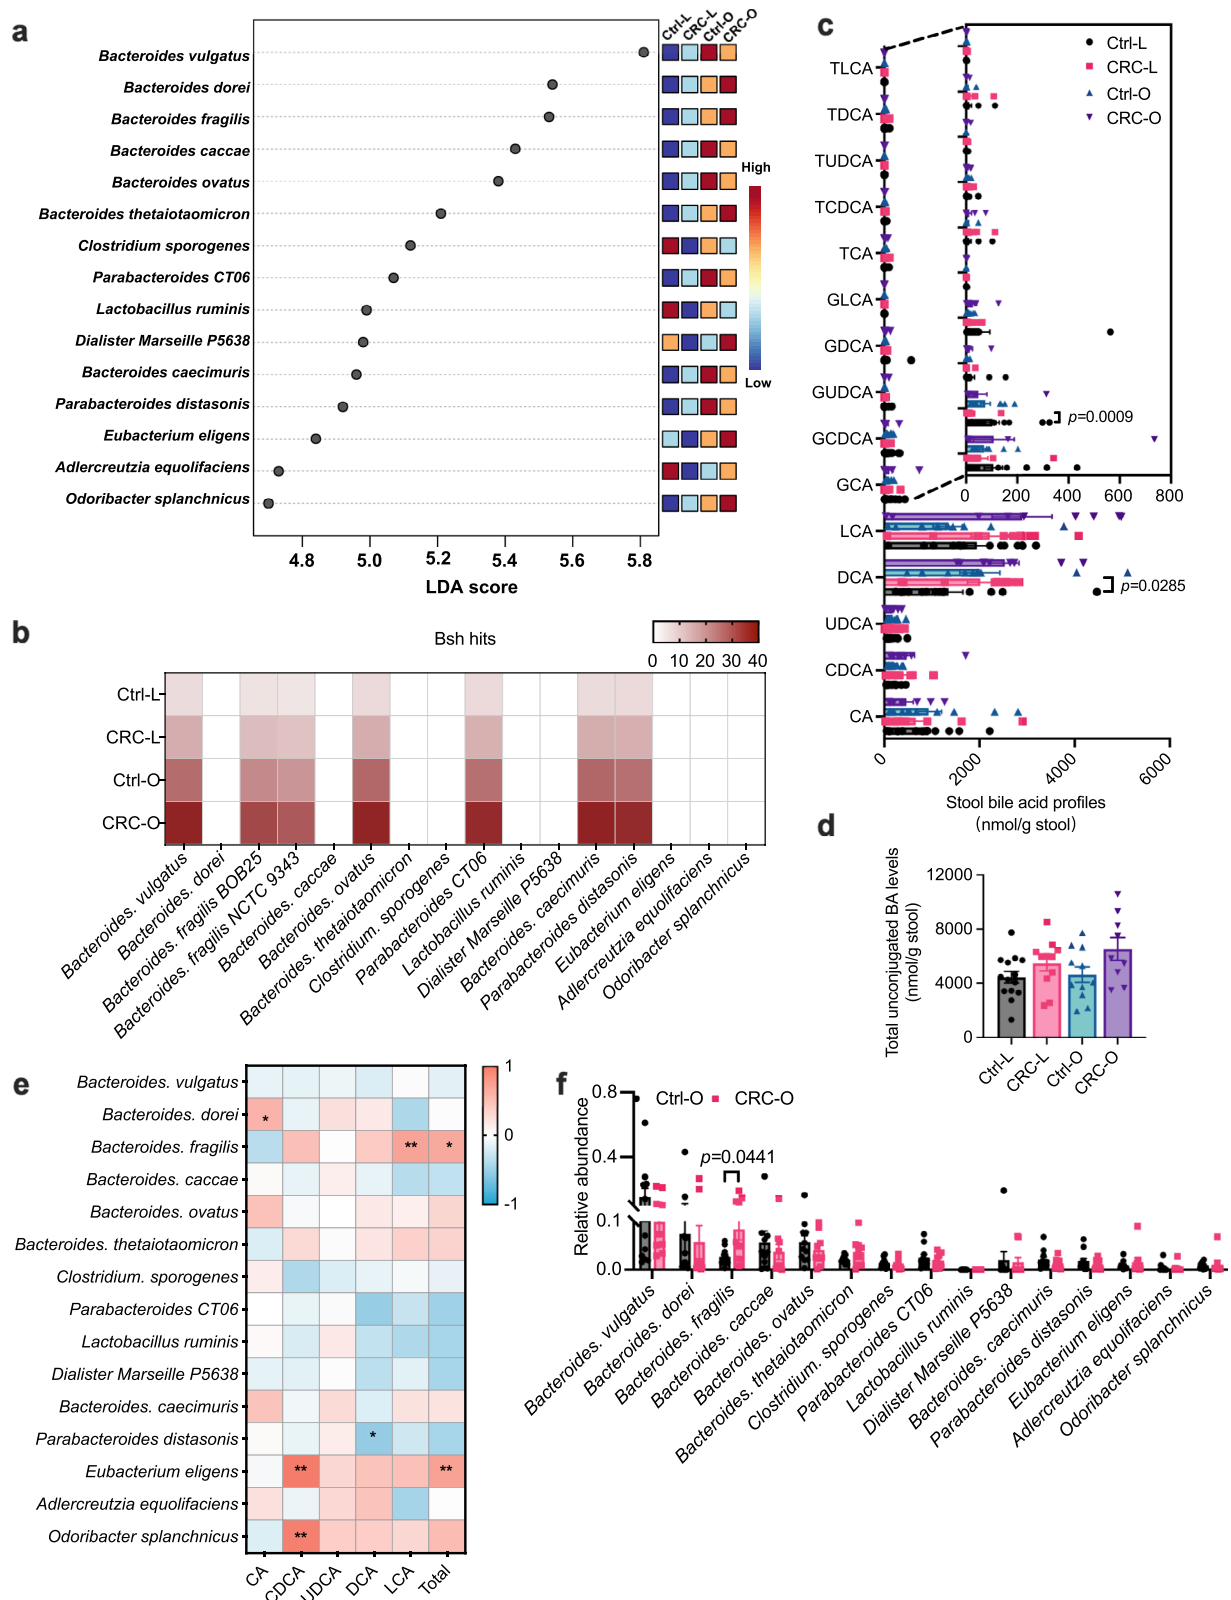 a
Ctrl-L
CRC-L
Ctrl-O
CRC-O
Bacteroides vulgatus
Bacteroides dorei
Bacteroides fragilis
Bacteroides caccae
Bacteroides ovatus
Bacteroides thetaiotaomicron
Clostridium sporogenes
Parabacteroides CT06
Lactobacillus ruminis
Dialister Marseille P5638
Bacteroides caecimuris
Parabacteroides distasonis
Eubacterium eligens
Adlercreutzia equolifaciens
Odoribacter splanchnicus
High
Low
4.8 5.0 5.2 5.4 5.6 5.8
LDA score
b
Bsh hits
0 10 20 30 40
Ctrl-L
CRC-L
Ctrl-O
CRC-O
Bacteroides. vulgatus
Bacteroides. dorei
Bacteroides. fragilis BOB25
Bacteroides. fragilis NCTC 9343
Bacteroides. caccae
Bacteroides. ovatus
Bacteroides. thetaiotaomicron
Clostridium. sporogenes
Parabacteroides CT06
Lactobacillus ruminis
Dialister Marseille P5638
Bacteroides. caecimuris
Parabacteroides distasonis
Eubacterium eligens
Adlercreutzia equolifaciens
Odoribacter splanchnicus
c
Ctrl-L
CRC-L
Ctrl-O
CRC-O
TLCA
TDCA
TUDCA
TCDCA
TCA
GLCA
GDCA
GUDCA
GCDCA
GCA
LCA
DCA
UDCA
CDCA
CA
p=0.0009
0 200 400 600 800
p=0.0285
0 2000 4000 6000
Stool bile acid profiles
(nmol/g stool)
d
Total unconjugated BA levels
(nmol/g stool)
12000
8000
4000
0
Ctrl-L
CRC-L
Ctrl-O
CRC-O
e
Bacteroides. vulgatus
Bacteroides. dorei *
Bacteroides. fragilis ** *
Bacteroides. caccae
Bacteroides. ovatus
Bacteroides. thetaiotaomicron
Clostridium. sporogenes
Parabacteroides CT06
Lactobacillus ruminis
Dialister Marseille P5638
Bacteroides. caecimuris
Parabacteroides distasonis *
Eubacterium eligens ** **
Adlercreutzia equolifaciens
Odoribacter splanchnicus **
CA
CDCA
UDCA
DCA
LCA
Total
1
0
-1
f
Relative abundance
0.8
0.4
0.1
0.0
Ctrl-O CRC-O
p=0.0441
Bacteroides. vulgatus
Bacteroides. dorei
Bacteroides. fragilis
Bacteroides. caccae
Bacteroides. ovatus
Bacteroides. thetaiotaomicron
Clostridium. sporogenes
Parabacteroides CT06
Lactobacillus ruminis
Dialister Marseille P5638
Bacteroides. caecimuris
Parabacteroides distasonis
Eubacterium eligens
Adlercreutzia equolifaciens
Odoribacter splanchnicus